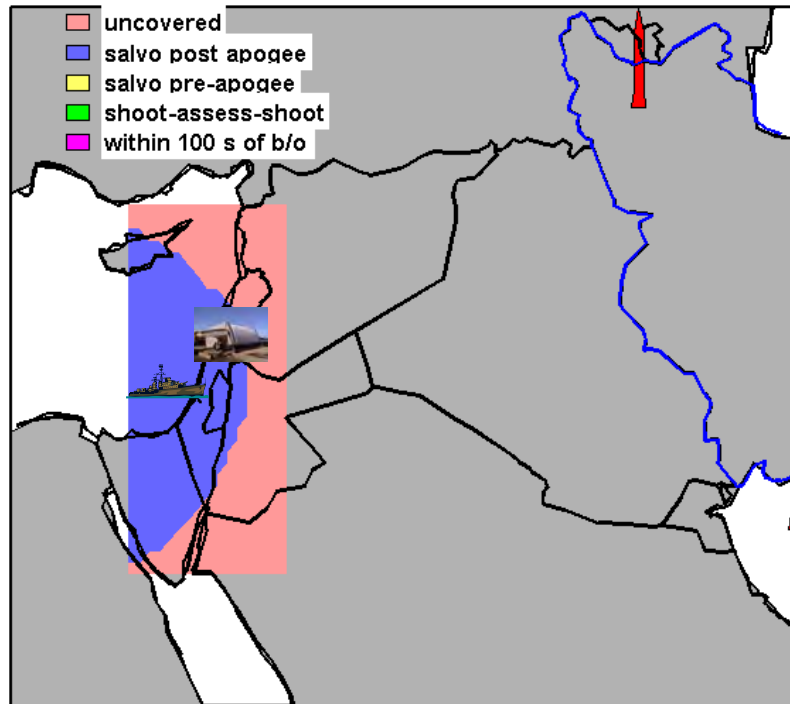 uncovered
salvo post apogee
salvo pre-apogee
shoot-assess-shoot
within 100 s of b/o